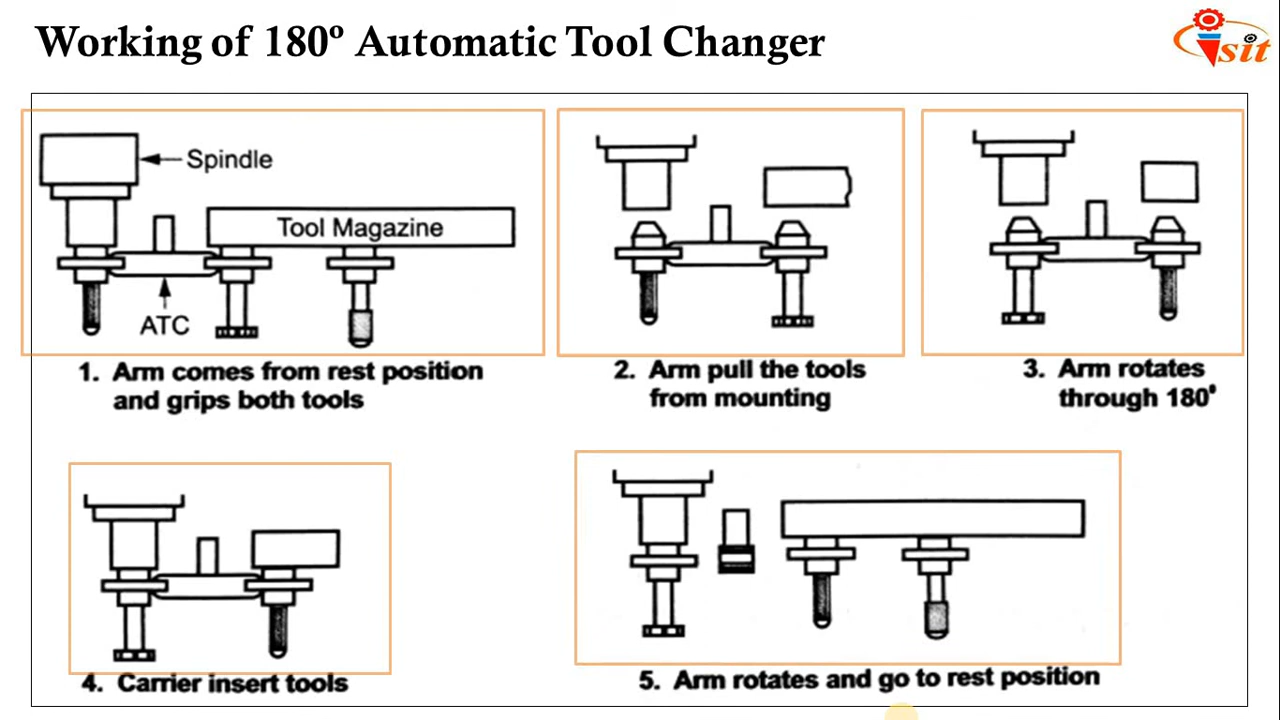 Working of 180º Automatic Tool Changer
sit
Spindle
Tool Magazine
ATC
1. Arm comes from rest position
and grips both tools
2. Arm pull the tools
from mounting
3. Arm rotates
through 180°
4. Carrier insert tools
5. Arm rotates and go to rest position